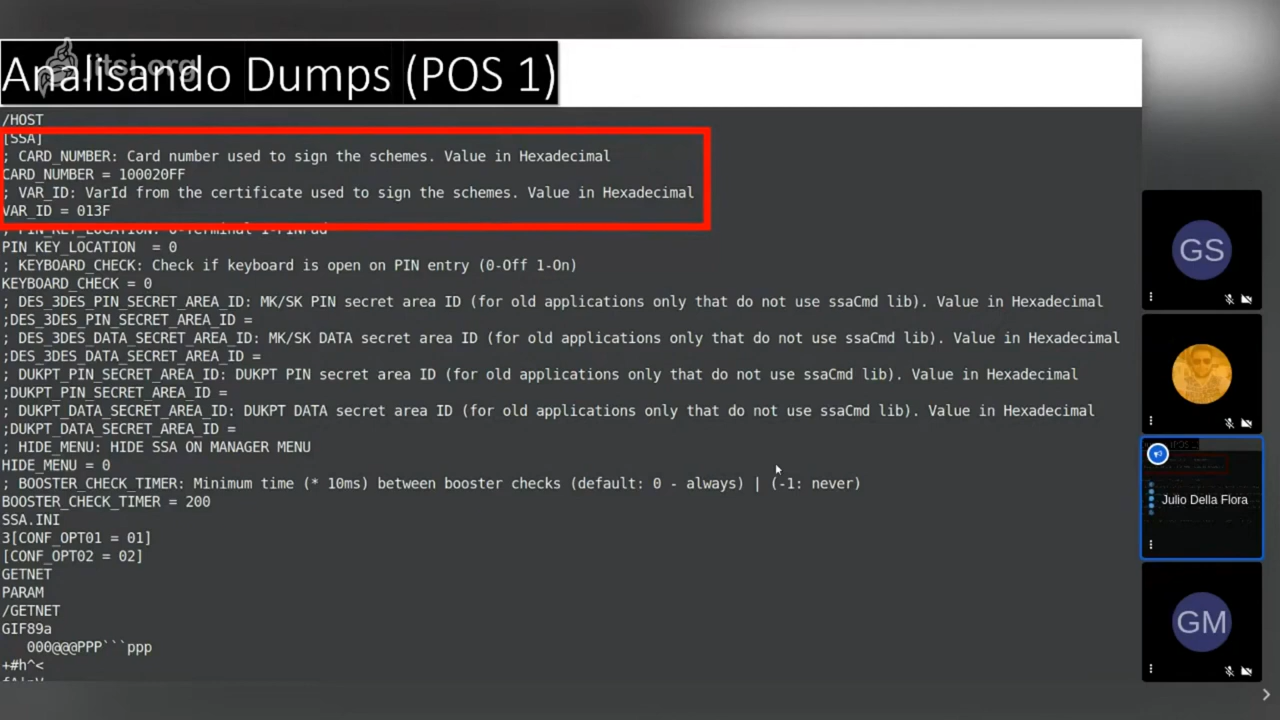 Jitsi.org
Analisando Dumps (POS 1)
/HOST
[SSA]
; CARD_NUMBER: Card number used to sign the schemes. Value in Hexadecimal
CARD_NUMBER = 100020FF
; VAR_ID: VarId from the certificate used to sign the schemes. Value in Hexadecimal
VAR_ID = 013F
; PIN_KEY_LOCATION: 0-Terminal 1-PINPad
PIN_KEY_LOCATION  = 0
; KEYBOARD_CHECK: Check if keyboard is open on PIN entry (0-Off 1-On)
KEYBOARD_CHECK = 0
; DES_3DES_PIN_SECRET_AREA_ID: MK/SK PIN secret area ID (for old applications only that do not use ssaCmd lib). Value in Hexadecimal
;DES_3DES_PIN_SECRET_AREA_ID =
; DES_3DES_DATA_SECRET_AREA_ID: MK/SK DATA secret area ID (for old applications only that do not use ssaCmd lib). Value in Hexadecimal
;DES_3DES_DATA_SECRET_AREA_ID =
; DUKPT_PIN_SECRET_AREA_ID: DUKPT PIN secret area ID (for old applications only that do not use ssaCmd lib). Value in Hexadecimal
;DUKPT_PIN_SECRET_AREA_ID =
; DUKPT_DATA_SECRET_AREA_ID: DUKPT DATA secret area ID (for old applications only that do not use ssaCmd lib). Value in Hexadecimal
;DUKPT_DATA_SECRET_AREA_ID =
; HIDE_MENU: HIDE SSA ON MANAGER MENU
HIDE_MENU = 0
; BOOSTER_CHECK_TIMER: Minimum time (* 10ms) between booster checks (default: 0 - always) | (-1: never)
BOOSTER_CHECK_TIMER = 200
SSA.INI
3[CONF_OPT01 = 01]
[CONF_OPT02 = 02]
GETNET
PARAM
/GETNET
GIF89a
000@@@PPP```ppp
+#h^<
GS
Julio Della Flora
GM